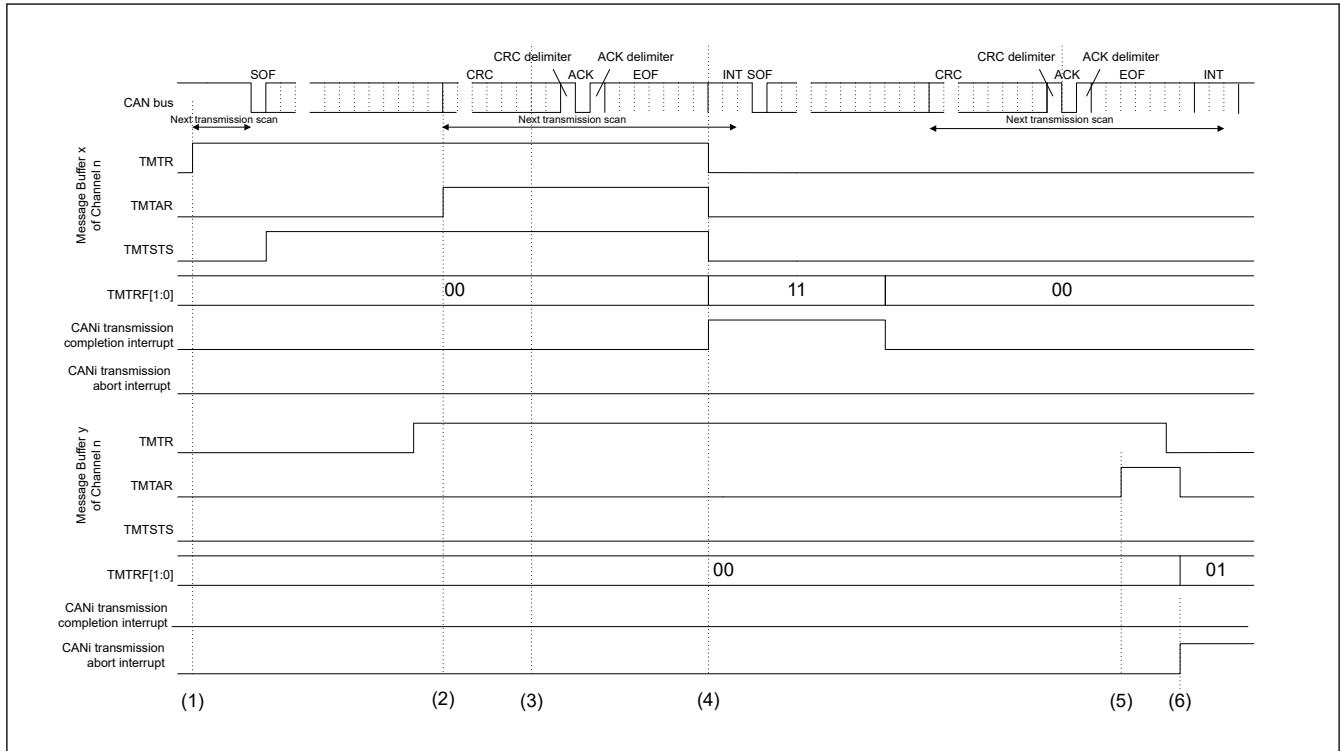 CRC delimiter ACK delimiter CRC delimiter ACK delimiter
SOF CRC ACK EOF INT SOF CRC ACK EOF INT
CAN bus
Next transmission scan Next transmission scan Next transmission scan
Message Buffer x
of Channel n
TMTR
TMTAR
TMTSTS
TMTRF[1:0] 00 11 00
CANi transmission
completion interrupt
CANi transmission
abort interrupt
Message Buffer y
of Channel n
TMTR
TMTAR
TMTSTS
TMTRF[1:0] 00 01
CANi transmission
completion interrupt
CANi transmission
abort interrupt
(1) (2) (3) (4) (5) (6)